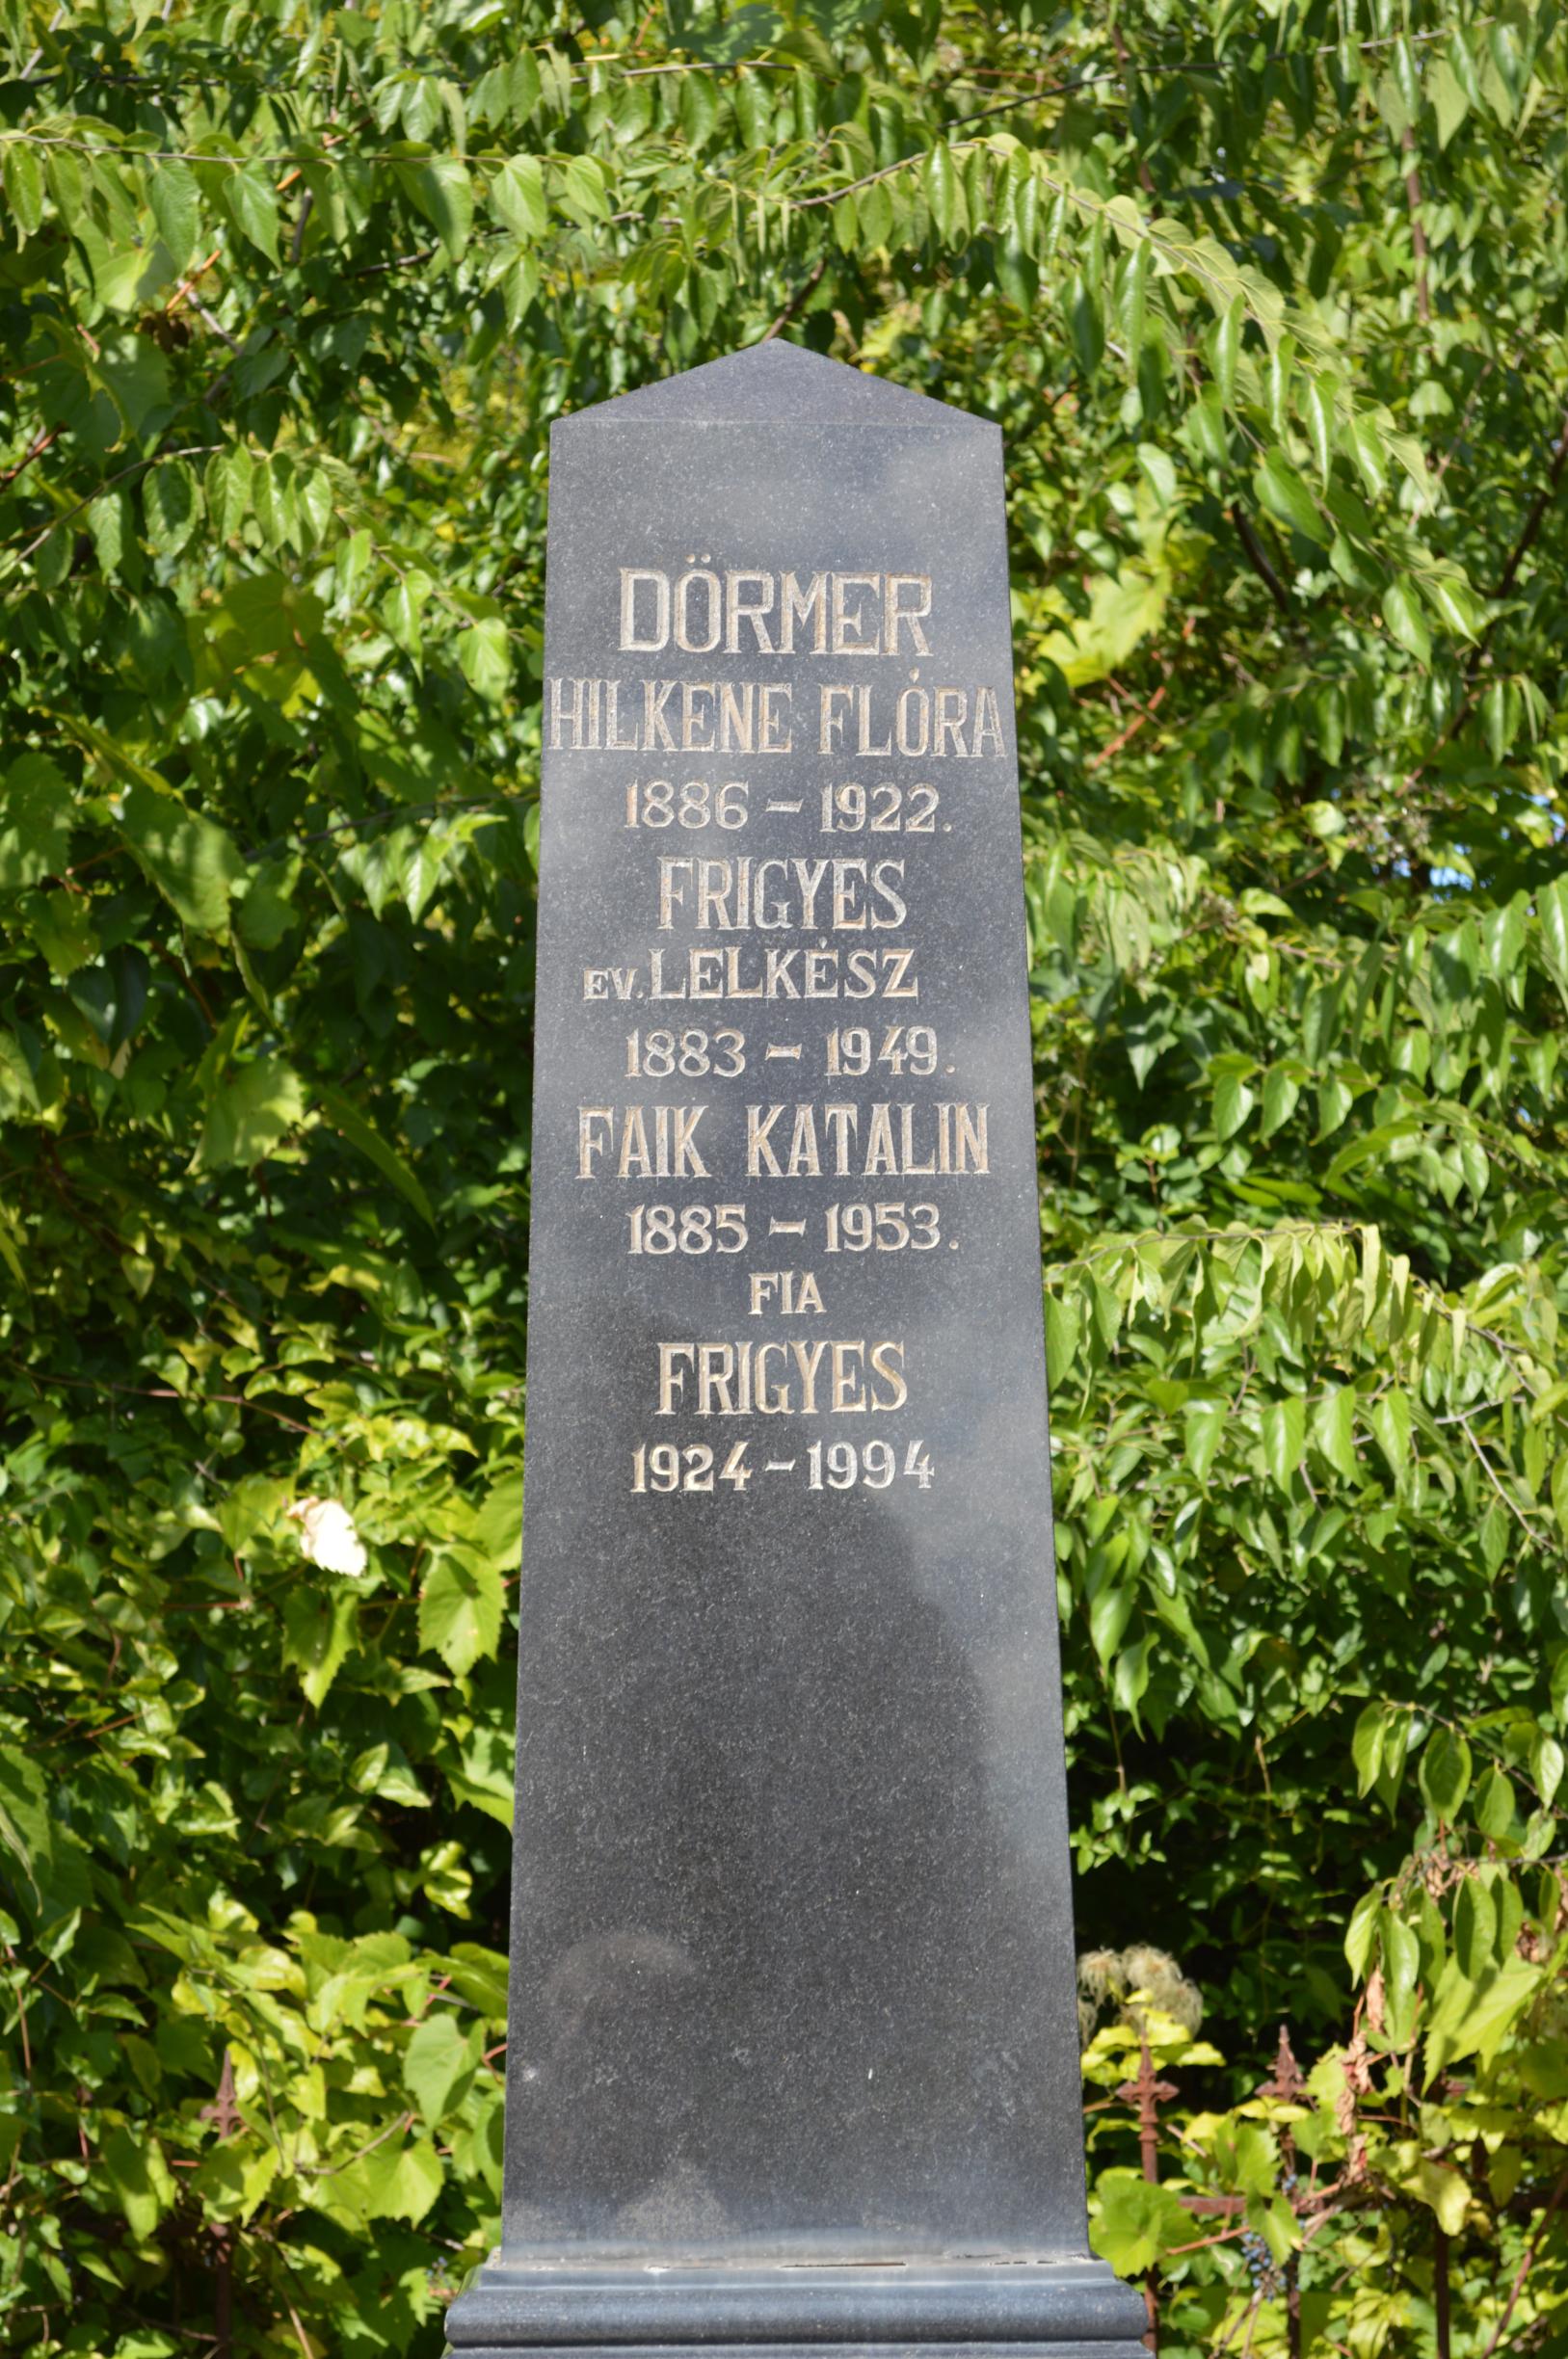 DÖRMER
HILKENE FLÓRA
1886 – 1922.
FRIGYES
EV. LELKÉSZ
1883 – 1949.
FAIK KATALIN
1885 – 1953.
FIA
FRIGYES
1924 – 1994